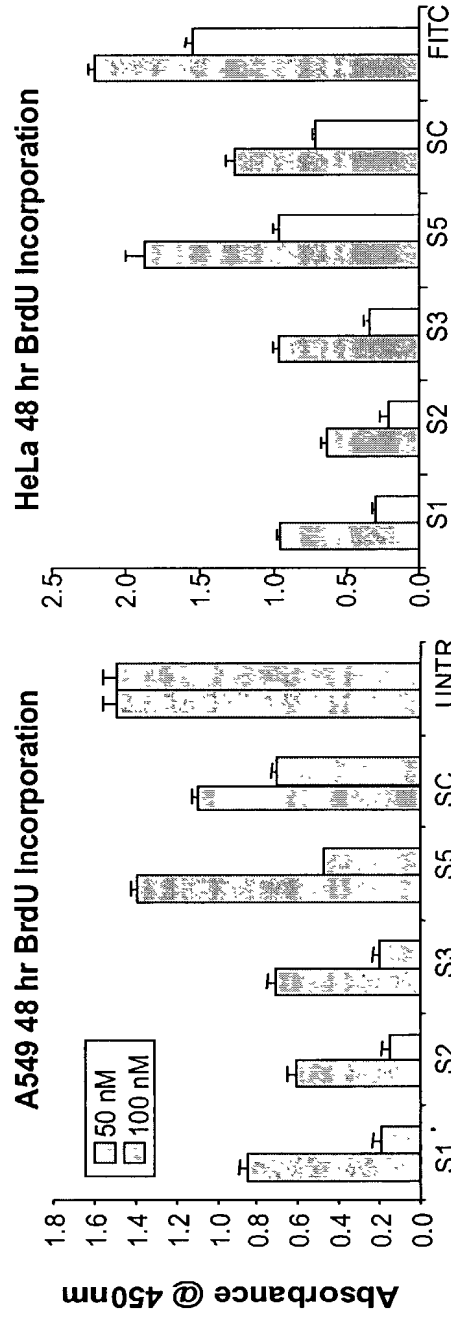 A549 48 hr BrdU Incorporation
50 nM
100 nM
Absorbance @ 450nm
1.8
1.6
1.4
1.2
1.0
0.8
0.6
0.4
0.2
0.0
S1 S2 S3 S5 SC UNTR
HeLa 48 hr BrdU Incorporation
2.5
2.0
1.5
1.0
0.5
0.0
S1 S2 S3 S5 SC FITC